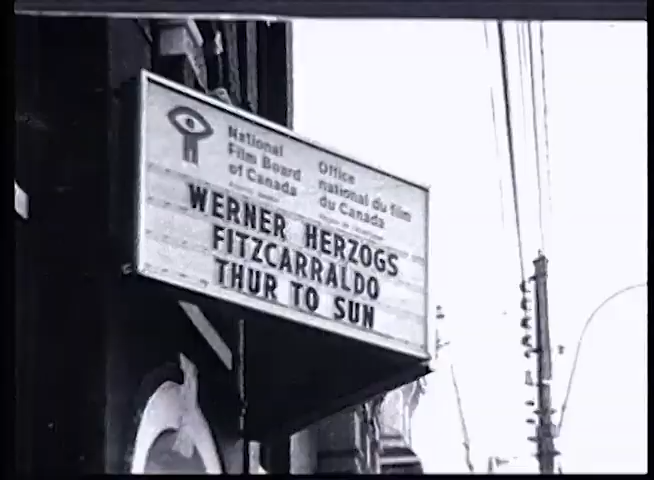 National
Film Board
of Canada
Office
national du film
du Canada
WERNER HERZOGS
FITZCARRALDO
THUR TO SUN